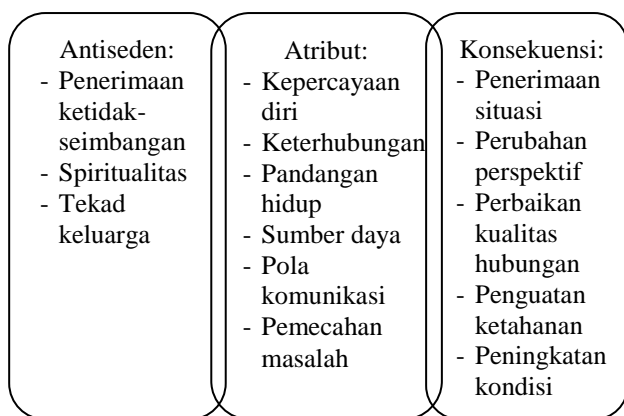 Antiseden:
- Penerimaan
ketidak-
seimbangan
- Spiritualitas
- Tekad
keluarga
Atribut:
- Kepercayaan
diri
- Keterhubungan
- Pandangan
hidup
- Sumber daya
- Pola
komunikasi
- Pemecahan
masalah
Konsekuensi:
- Penerimaan
situasi
- Perubahan
perspektif
- Perbaikan
kualitas
hubungan
- Penguatan
ketahanan
- Peningkatan
kondisi